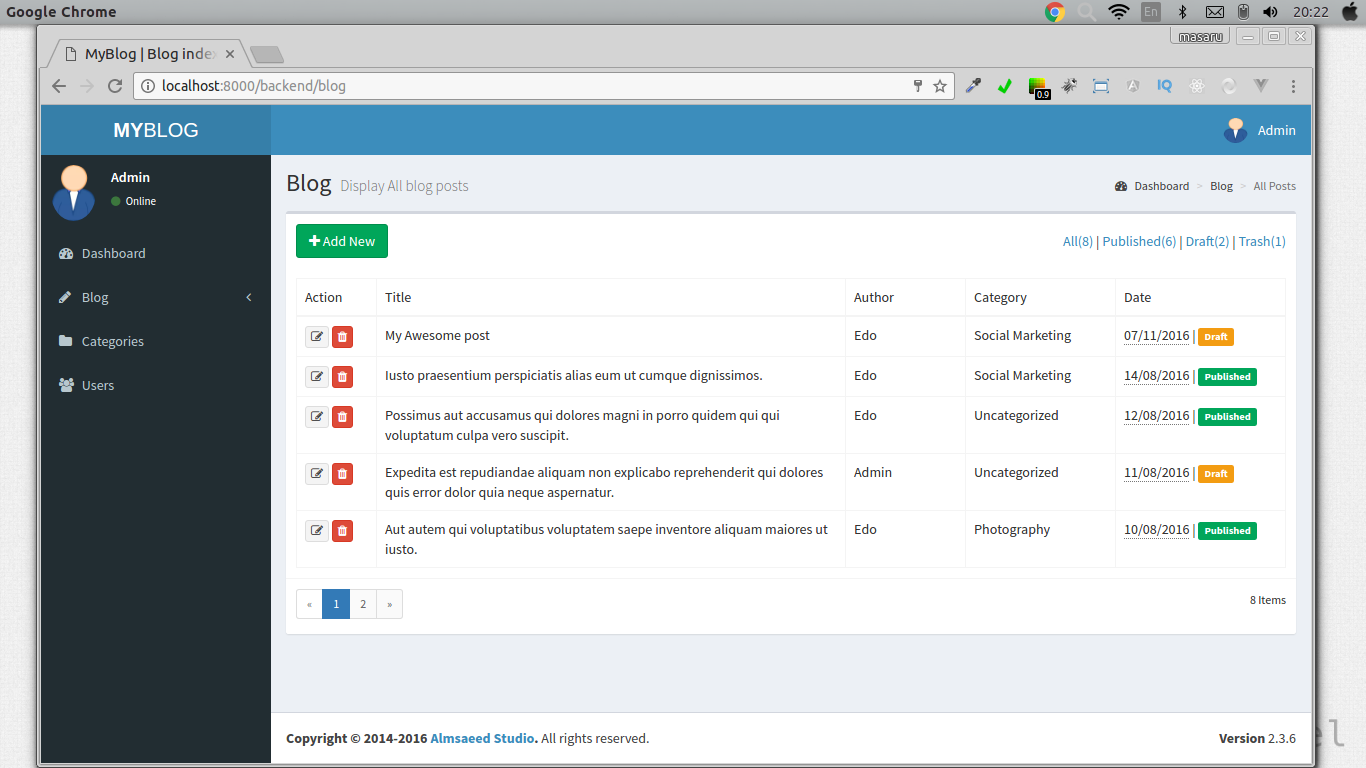 Google Chrome
En
20:22
masaru
MyBlog | Blog index
localhost:8000/backend/blog
0.9
IQ
MYBLOG
Admin
Admin
Online
Dashboard
Blog
Categories
Users
Blog Display All blog posts
Dashboard > Blog > All Posts
Add New
All(8) | Published(6) | Draft(2) | Trash(1)
Action Title Author Category Date
My Awesome post Edo Social Marketing 07/11/2016 | Draft
Iusto praesentium perspiciatis alias eum ut cumque dignissimos. Edo Social Marketing 14/08/2016 | Published
Possimus aut accusamus qui dolores magni in porro quidem qui qui Edo Uncategorized 12/08/2016 | Published
voluptatum culpa vero suscipit.
Expedita est repudiandae aliquam non explicabo reprehenderit qui dolores Admin Uncategorized 11/08/2016 | Draft
quis error dolor quia neque aspernatur.
Aut autem qui voluptatibus voluptatem saepe inventore aliquam maiores ut Edo Photography 10/08/2016 | Published
iusto.
« 1 2 »
8 Items
Copyright © 2014-2016 Almsaeed Studio. All rights reserved.
Version 2.3.6
el